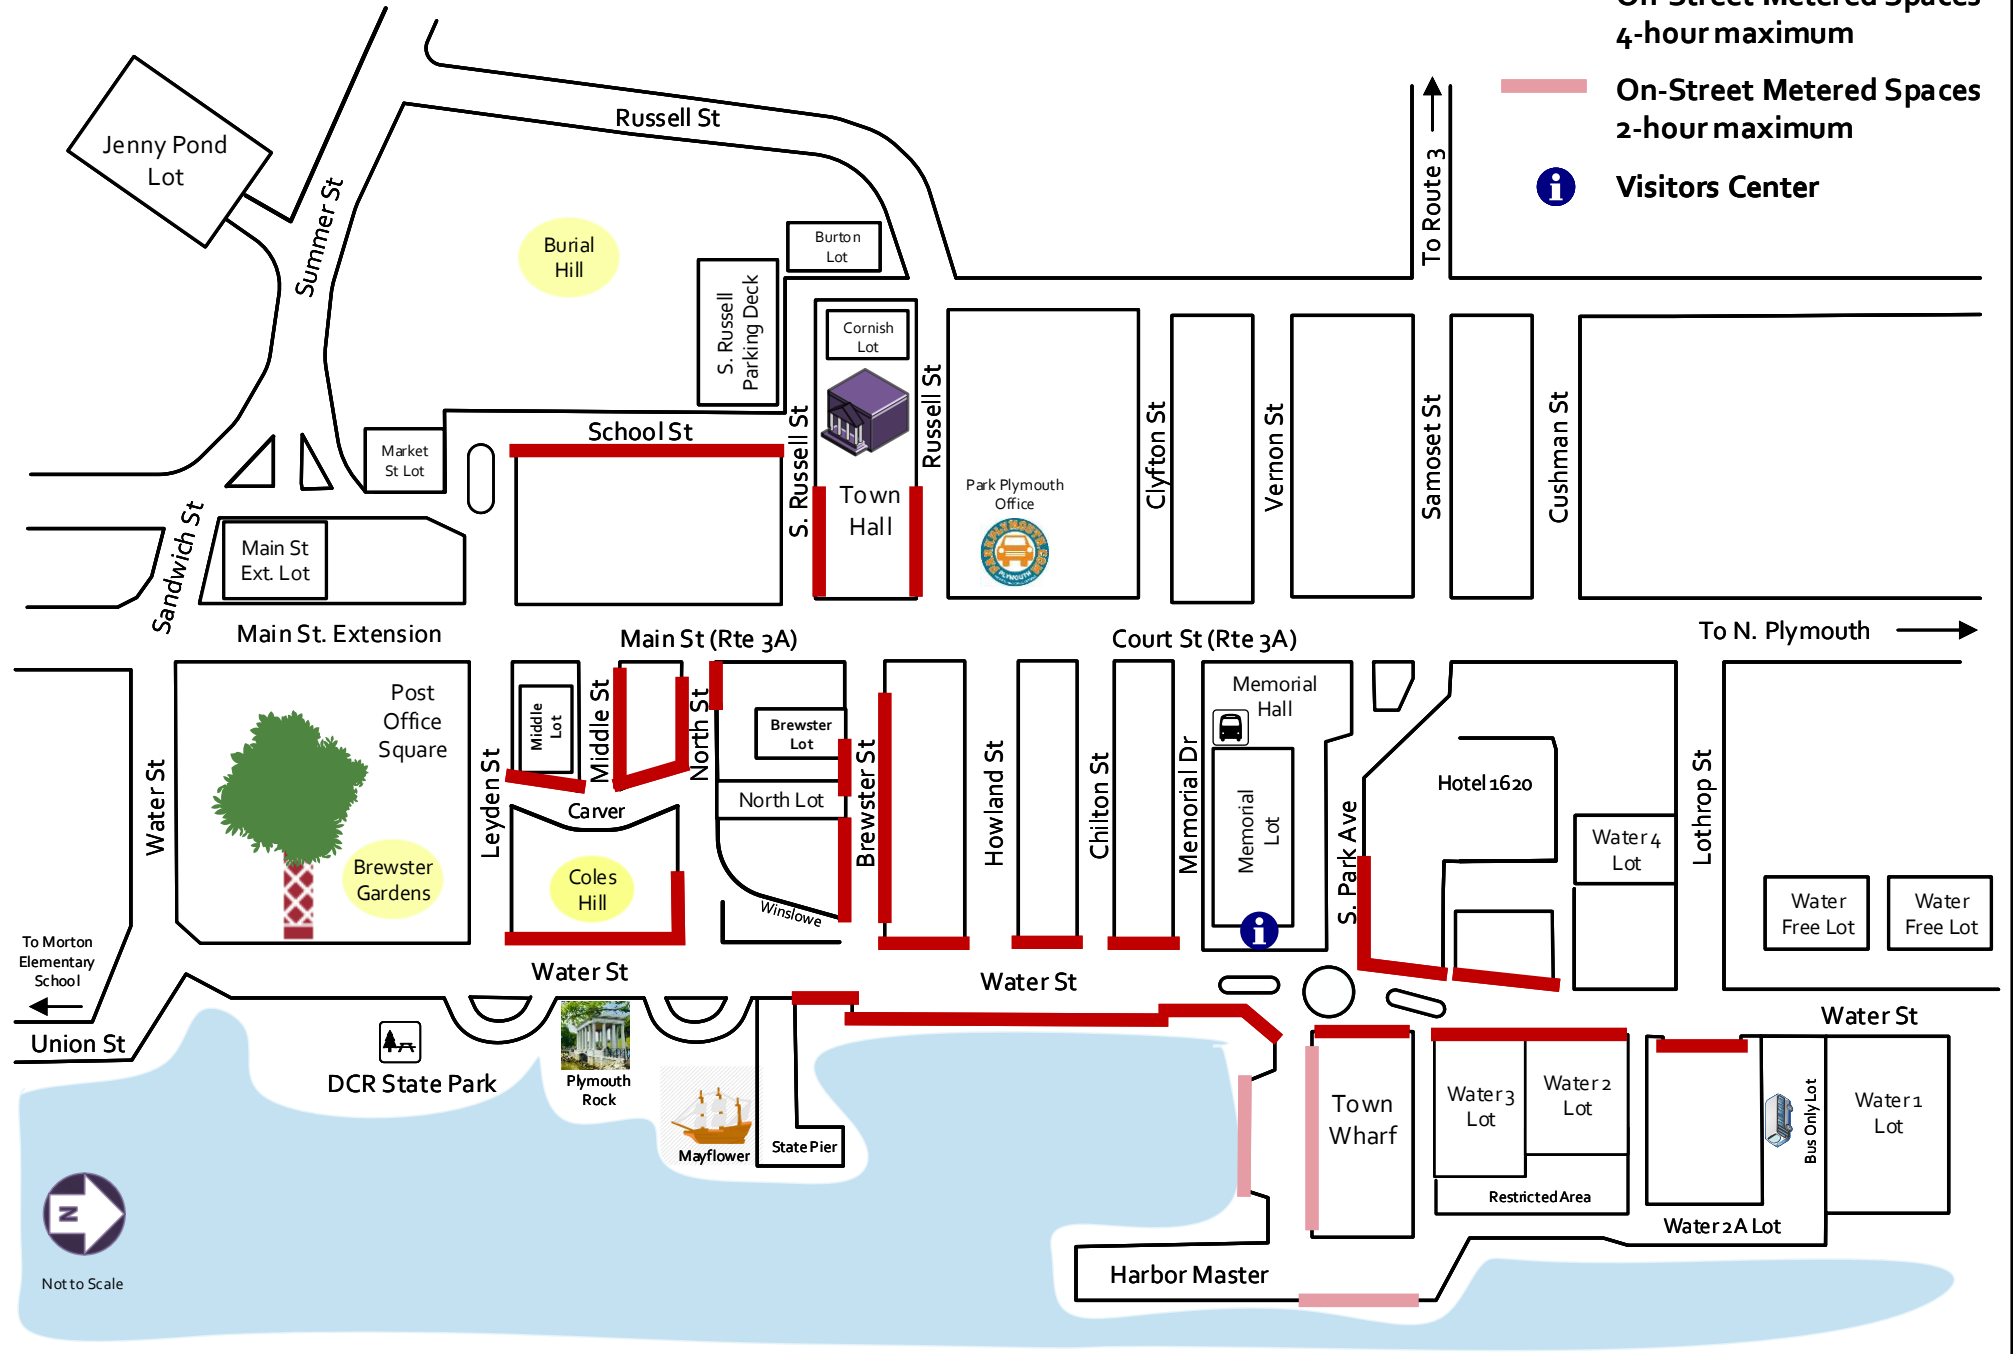 On-Street Metered Spaces
4-hour maximum
On-Street Metered Spaces
2-hour maximum
Visitors Center
To Route 3
Russell St
Jenny Pond
Lot
Summer St
Burial
Hill
Burton
Lot
S. Russell
Parking Deck
Cornish
Lot
School St
Market
St Lot
S. Russell St
Russell St
Town
Hall
Park Plymouth
Office
PLYMOUTH
Clyfton St
Vernon St
Samoset St
Cushman St
Sandwich St
Main St
Ext. Lot
Main St. Extension
Main St (Rte 3A)
Court St (Rte 3A)
To N. Plymouth
Post
Office
Square
Middle
Lot
Middle St
North St
Brewster
Lot
Memorial
Hall
Water St
Leyden St
Carver
North Lot
Brewster St
Howland St
Chilton St
Memorial Dr
Memorial
Lot
S. Park Ave
Hotel 1620
Water 4
Lot
Lothrop St
Brewster
Gardens
Coles
Hill
Winslowe
Water
Free Lot
Water
Free Lot
To Morton
Elementary
School
Water St
Water St
Water St
Union St
DCR State Park
Plymouth
Rock
Mayflower
State Pier
Town
Wharf
Water 3
Lot
Water 2
Lot
Bus Only Lot
Water 1
Lot
Restricted Area
Water 2A Lot
Harbor Master
N
Not to Scale